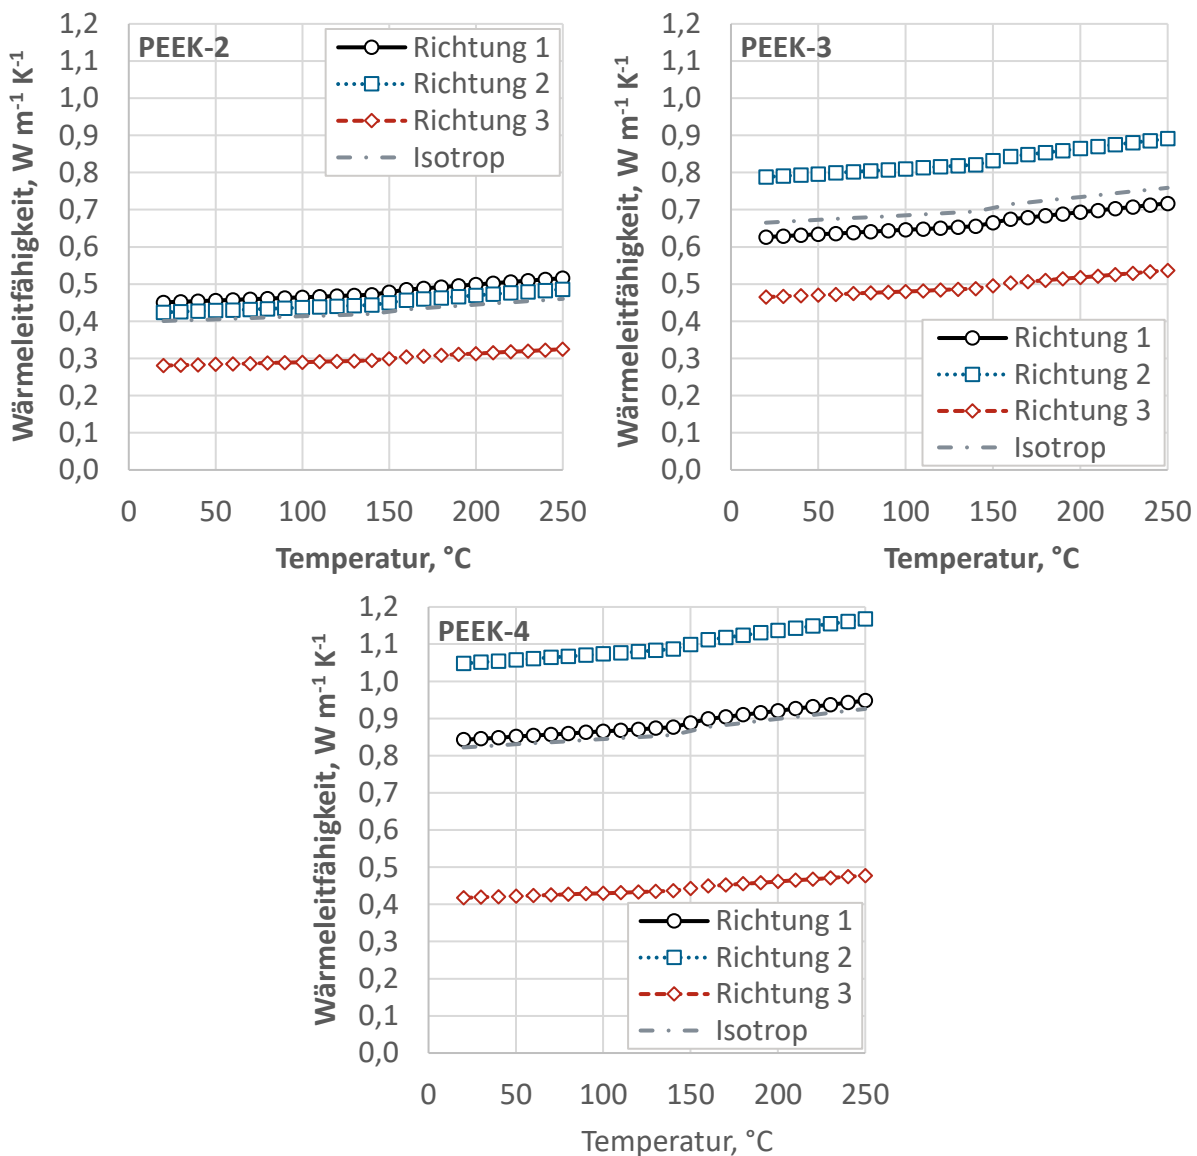 PEEK-2
Wärmeleitfähigkeit, W m⁻¹ K⁻¹
1,2
1,1
1,0
0,9
0,8
0,7
0,6
0,5
0,4
0,3
0,2
0,1
0,0
Richtung 1
Richtung 2
Richtung 3
Isotrop
0 50 100 150 200 250
Temperatur, °C
PEEK-3
Wärmeleitfähigkeit, W m⁻¹ K⁻¹
1,2
1,1
1,0
0,9
0,8
0,7
0,6
0,5
0,4
0,3
0,2
0,1
0,0
Richtung 1
Richtung 2
Richtung 3
Isotrop
0 50 100 150 200 250
Temperatur, °C
PEEK-4
Wärmeleitfähigkeit, W m⁻¹ K⁻¹
1,2
1,1
1,0
0,9
0,8
0,7
0,6
0,5
0,4
0,3
0,2
0,1
0,0
Richtung 1
Richtung 2
Richtung 3
Isotrop
0 50 100 150 200 250
Temperatur, °C